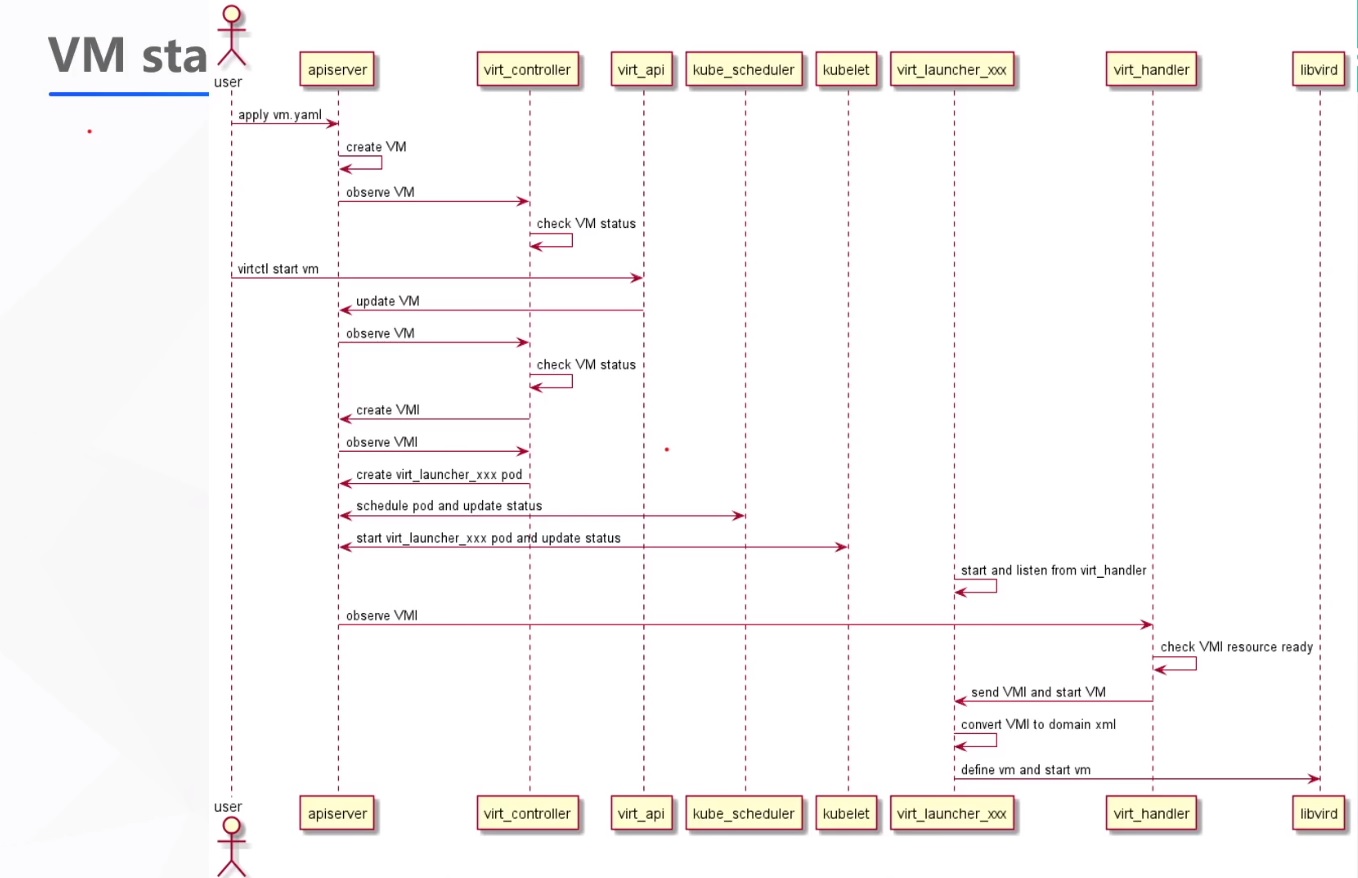 VM sta
user
apiserver
virt_controller
virt_api
kube_scheduler
kubelet
virt_launcher_xxx
virt_handler
libvird
apply vm.yaml
create VM
observe VM
check VM status
virtctl start vm
update VM
observe VM
check VM status
create VMI
observe VMI
create virt_launcher_xxx pod
schedule pod and update status
start virt_launcher_xxx pod and update status
start and listen from virt_handler
observe VMI
check VMI resource ready
send VMI and start VM
convert VMI to domain xml
define vm and start vm
user
apiserver
virt_controller
virt_api
kube_scheduler
kubelet
virt_launcher_xxx
virt_handler
libvird